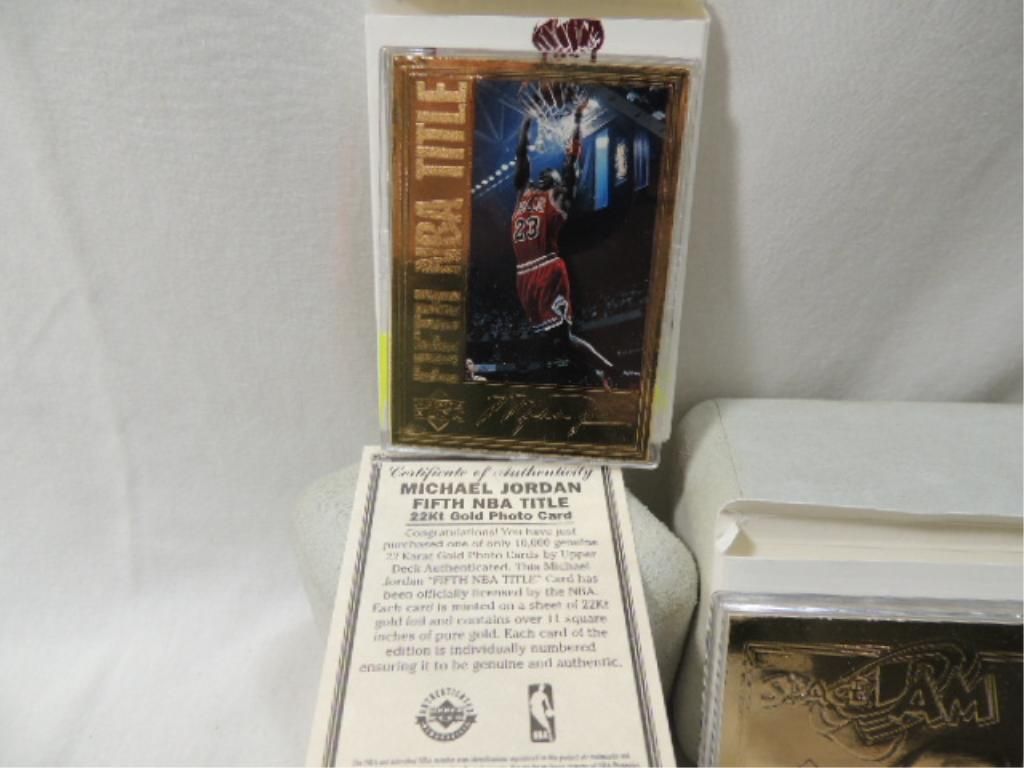 FIFTH NBA TITLE
23
Certificate of Authenticity
MICHAEL JORDAN
FIFTH NBA TITLE
22Kt Gold Photo Card
Congratulations! You have just
purchased one of only 10,000 genuine
22 Karat Gold Photo Cards by Upper
Deck Authenticated. This Michael
Jordan "FIFTH NBA TITLE" Card has
been officially licensed by the NBA.
Each card is minted on a sheet of 22Kt
gold foil and contains over 11 square
inches of pure gold. Each card of the
edition is individually numbered
ensuring it to be genuine and authentic.
AUTHENTICATED
UPPER DECK
NBA
SPACE JAM